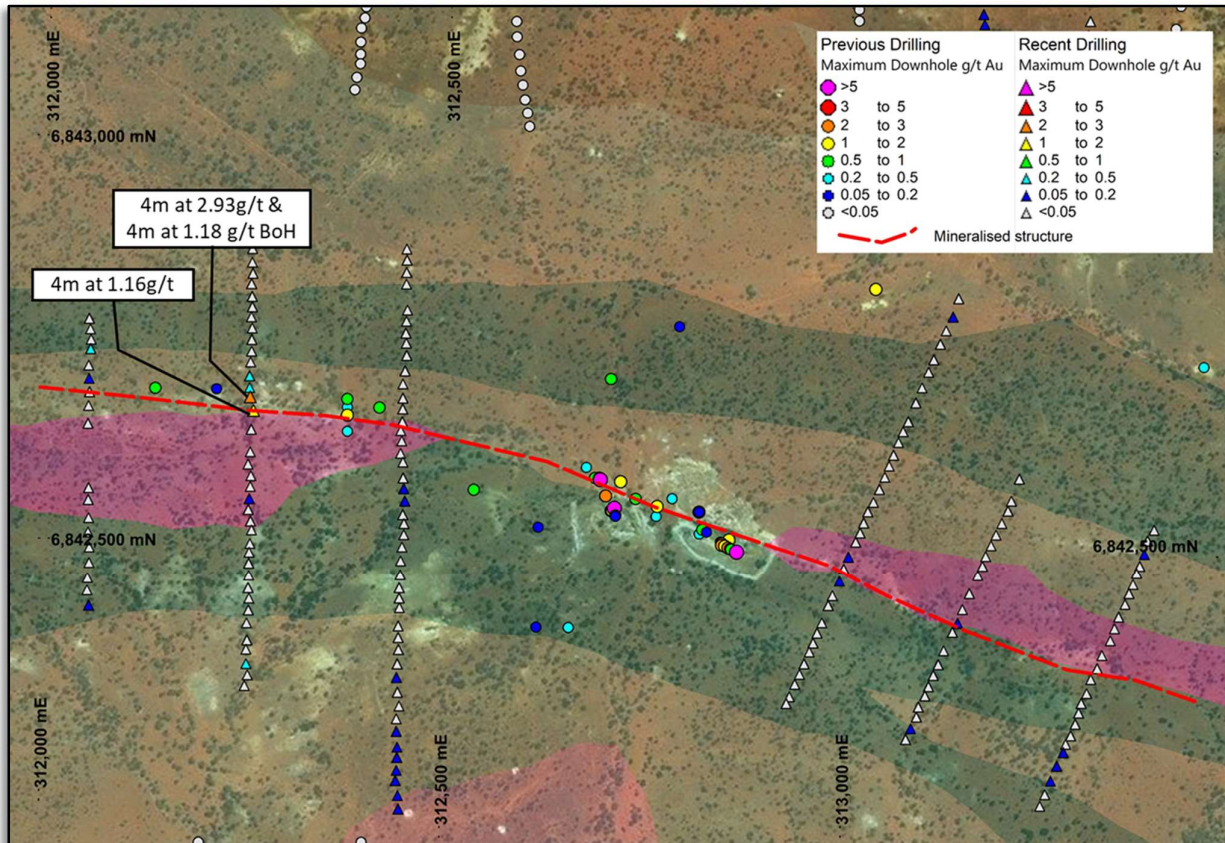 312,000 mE
312,500 mE
6,843,000 mN
Previous Drilling
Maximum Downhole g/t Au
>5
3 to 5
2 to 3
1 to 2
0.5 to 1
0.2 to 0.5
0.05 to 0.2
<0.05
Recent Drilling
Maximum Downhole g/t Au
>5
3 to 5
2 to 3
1 to 2
0.5 to 1
0.2 to 0.5
0.05 to 0.2
<0.05
Mineralised structure
4m at 2.93g/t &
4m at 1.18 g/t BoH
4m at 1.16g/t
6,842,500 mN
6,842,500 mN
312,000 mE
312,500 mE
313,000 mE